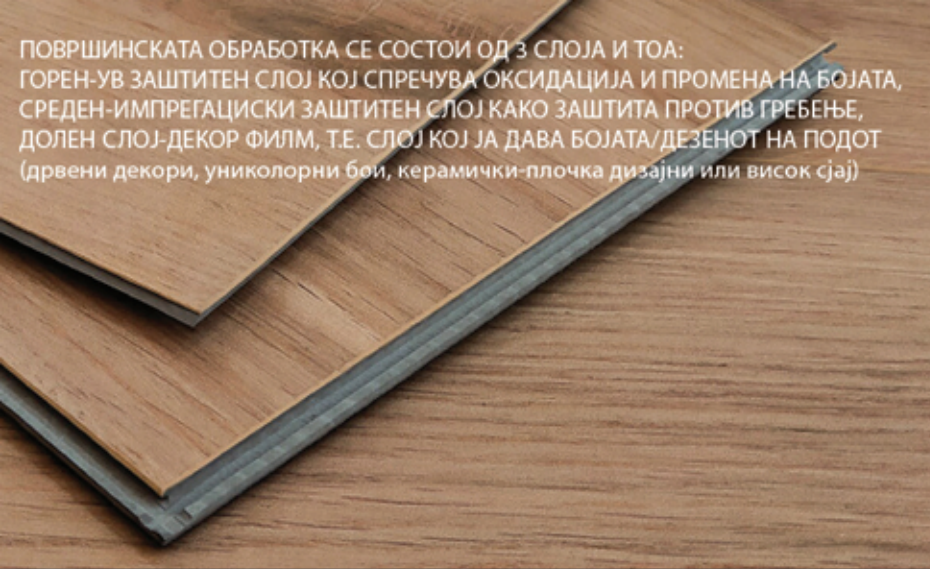 ПОВРШИНСКАТА ОБРАБОТКА СЕ СОСТОИ ОД 3 СЛОЈА И ТОА:
ГОРЕН-УВ ЗАШТИТЕН СЛОЈ КОЈ СПРЕЧУВА ОКСИДАЦИЈА И ПРОМЕНА НА БОЈАТА,
СРЕДЕН-ИМПРЕГАЦИСКИ ЗАШТИТЕН СЛОЈ КАКО ЗАШТИТА ПРОТИВ ГРЕБЕЊЕ,
ДОЛЕН СЛОЈ-ДЕКОР ФИЛМ, Т.Е. СЛОЈ КОЈ ЈА ДАВА БОЈАТА/ДЕЗЕНОТ НА ПОДОТ
(дрвени декори, униколорни бои, керамички-плочка дизајни или висок сјај)